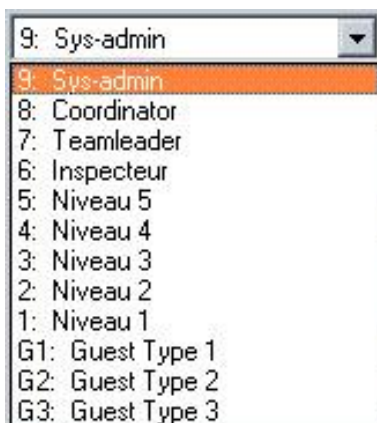 9: Sys-admin
9: Sys-admin
8: Coordinator
7: Teamleader
6: Inspecteur
5: Niveau 5
4: Niveau 4
3: Niveau 3
2: Niveau 2
1: Niveau 1
G1: Guest Type 1
G2: Guest Type 2
G3: Guest Type 3